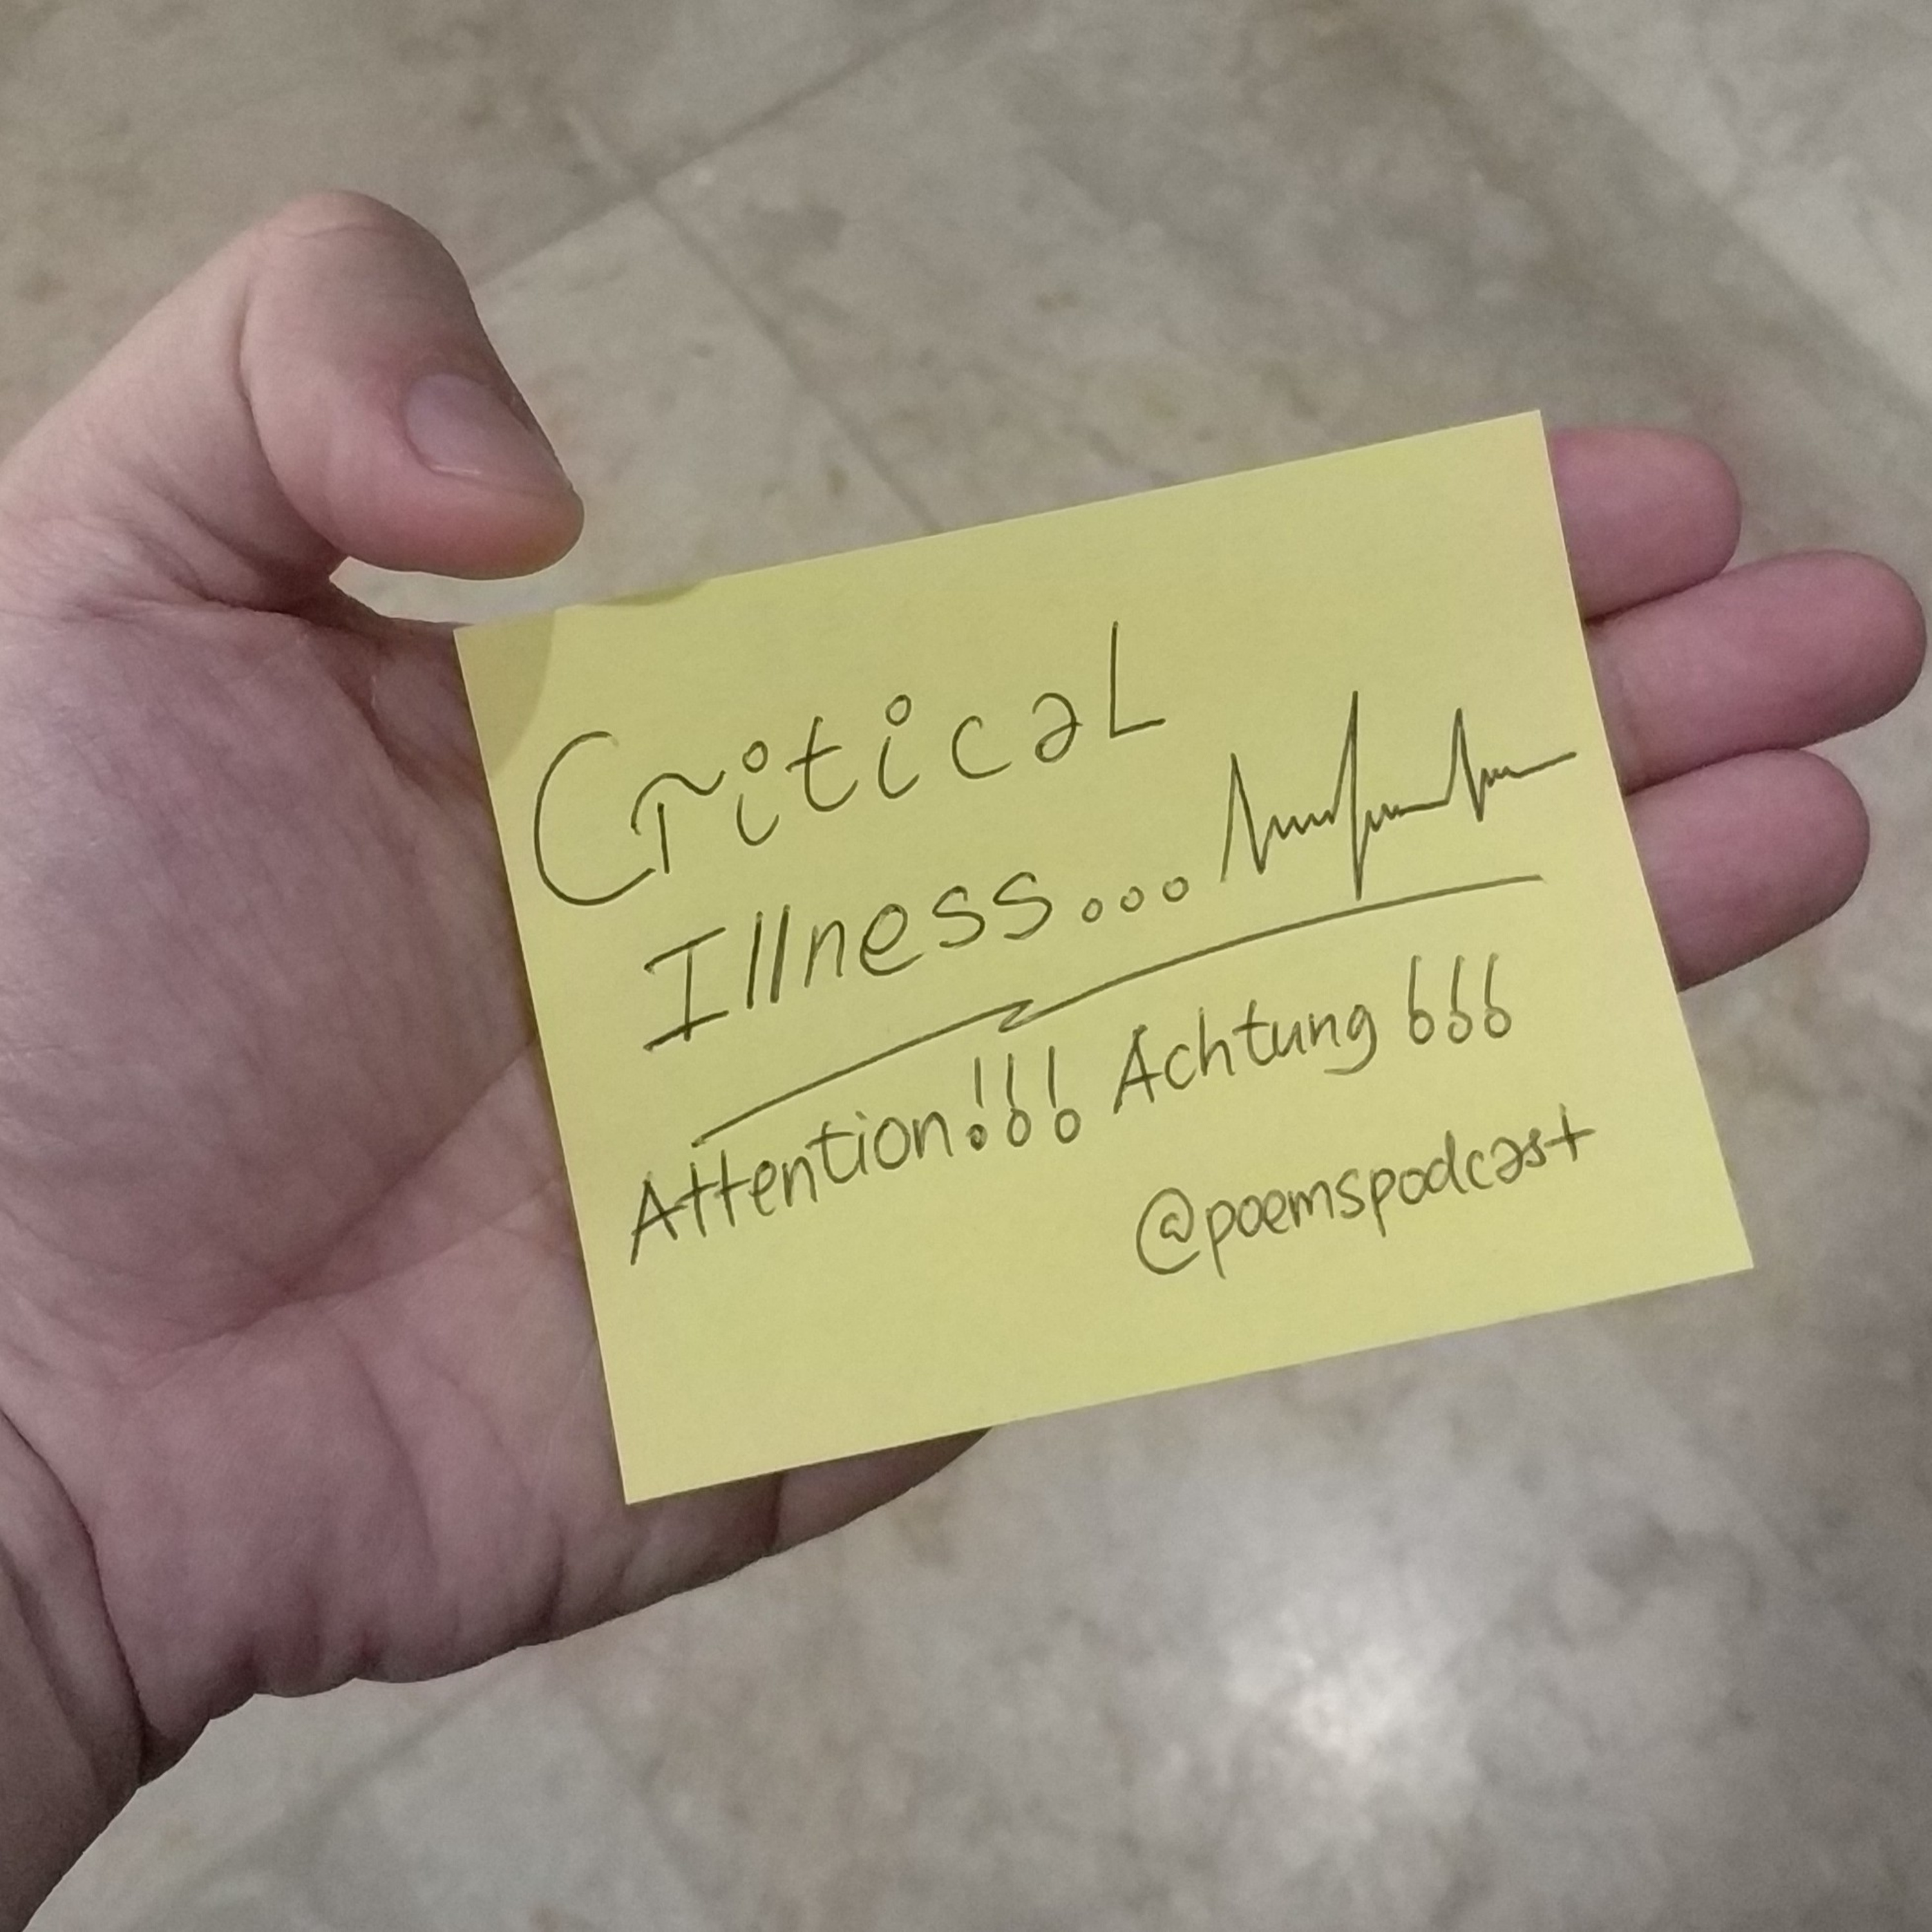 Critical
Illness...
Attention!!! Achtung !!!
@poemspodcast